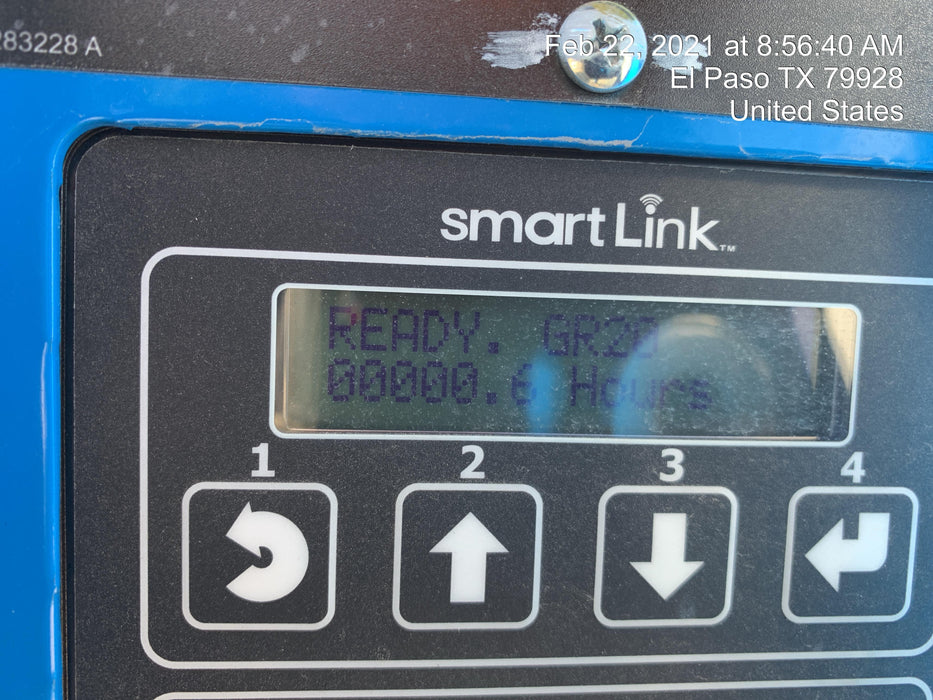 283228 A
Feb 22, 2021 at 8:56:40 AM
El Paso TX 79928
United States
smartLink™
READY. GR20
00000.6 Hours
1 2 3 4